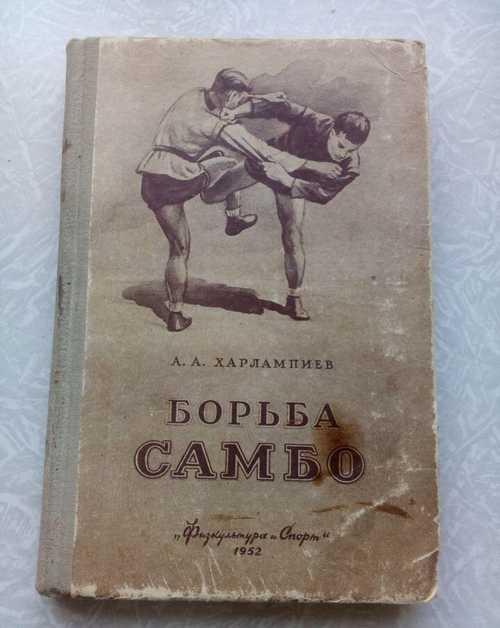 А. А. ХАРЛАМПИЕВ
БОРЬБА
САМБО
„Физкультура и Спорт“
1952